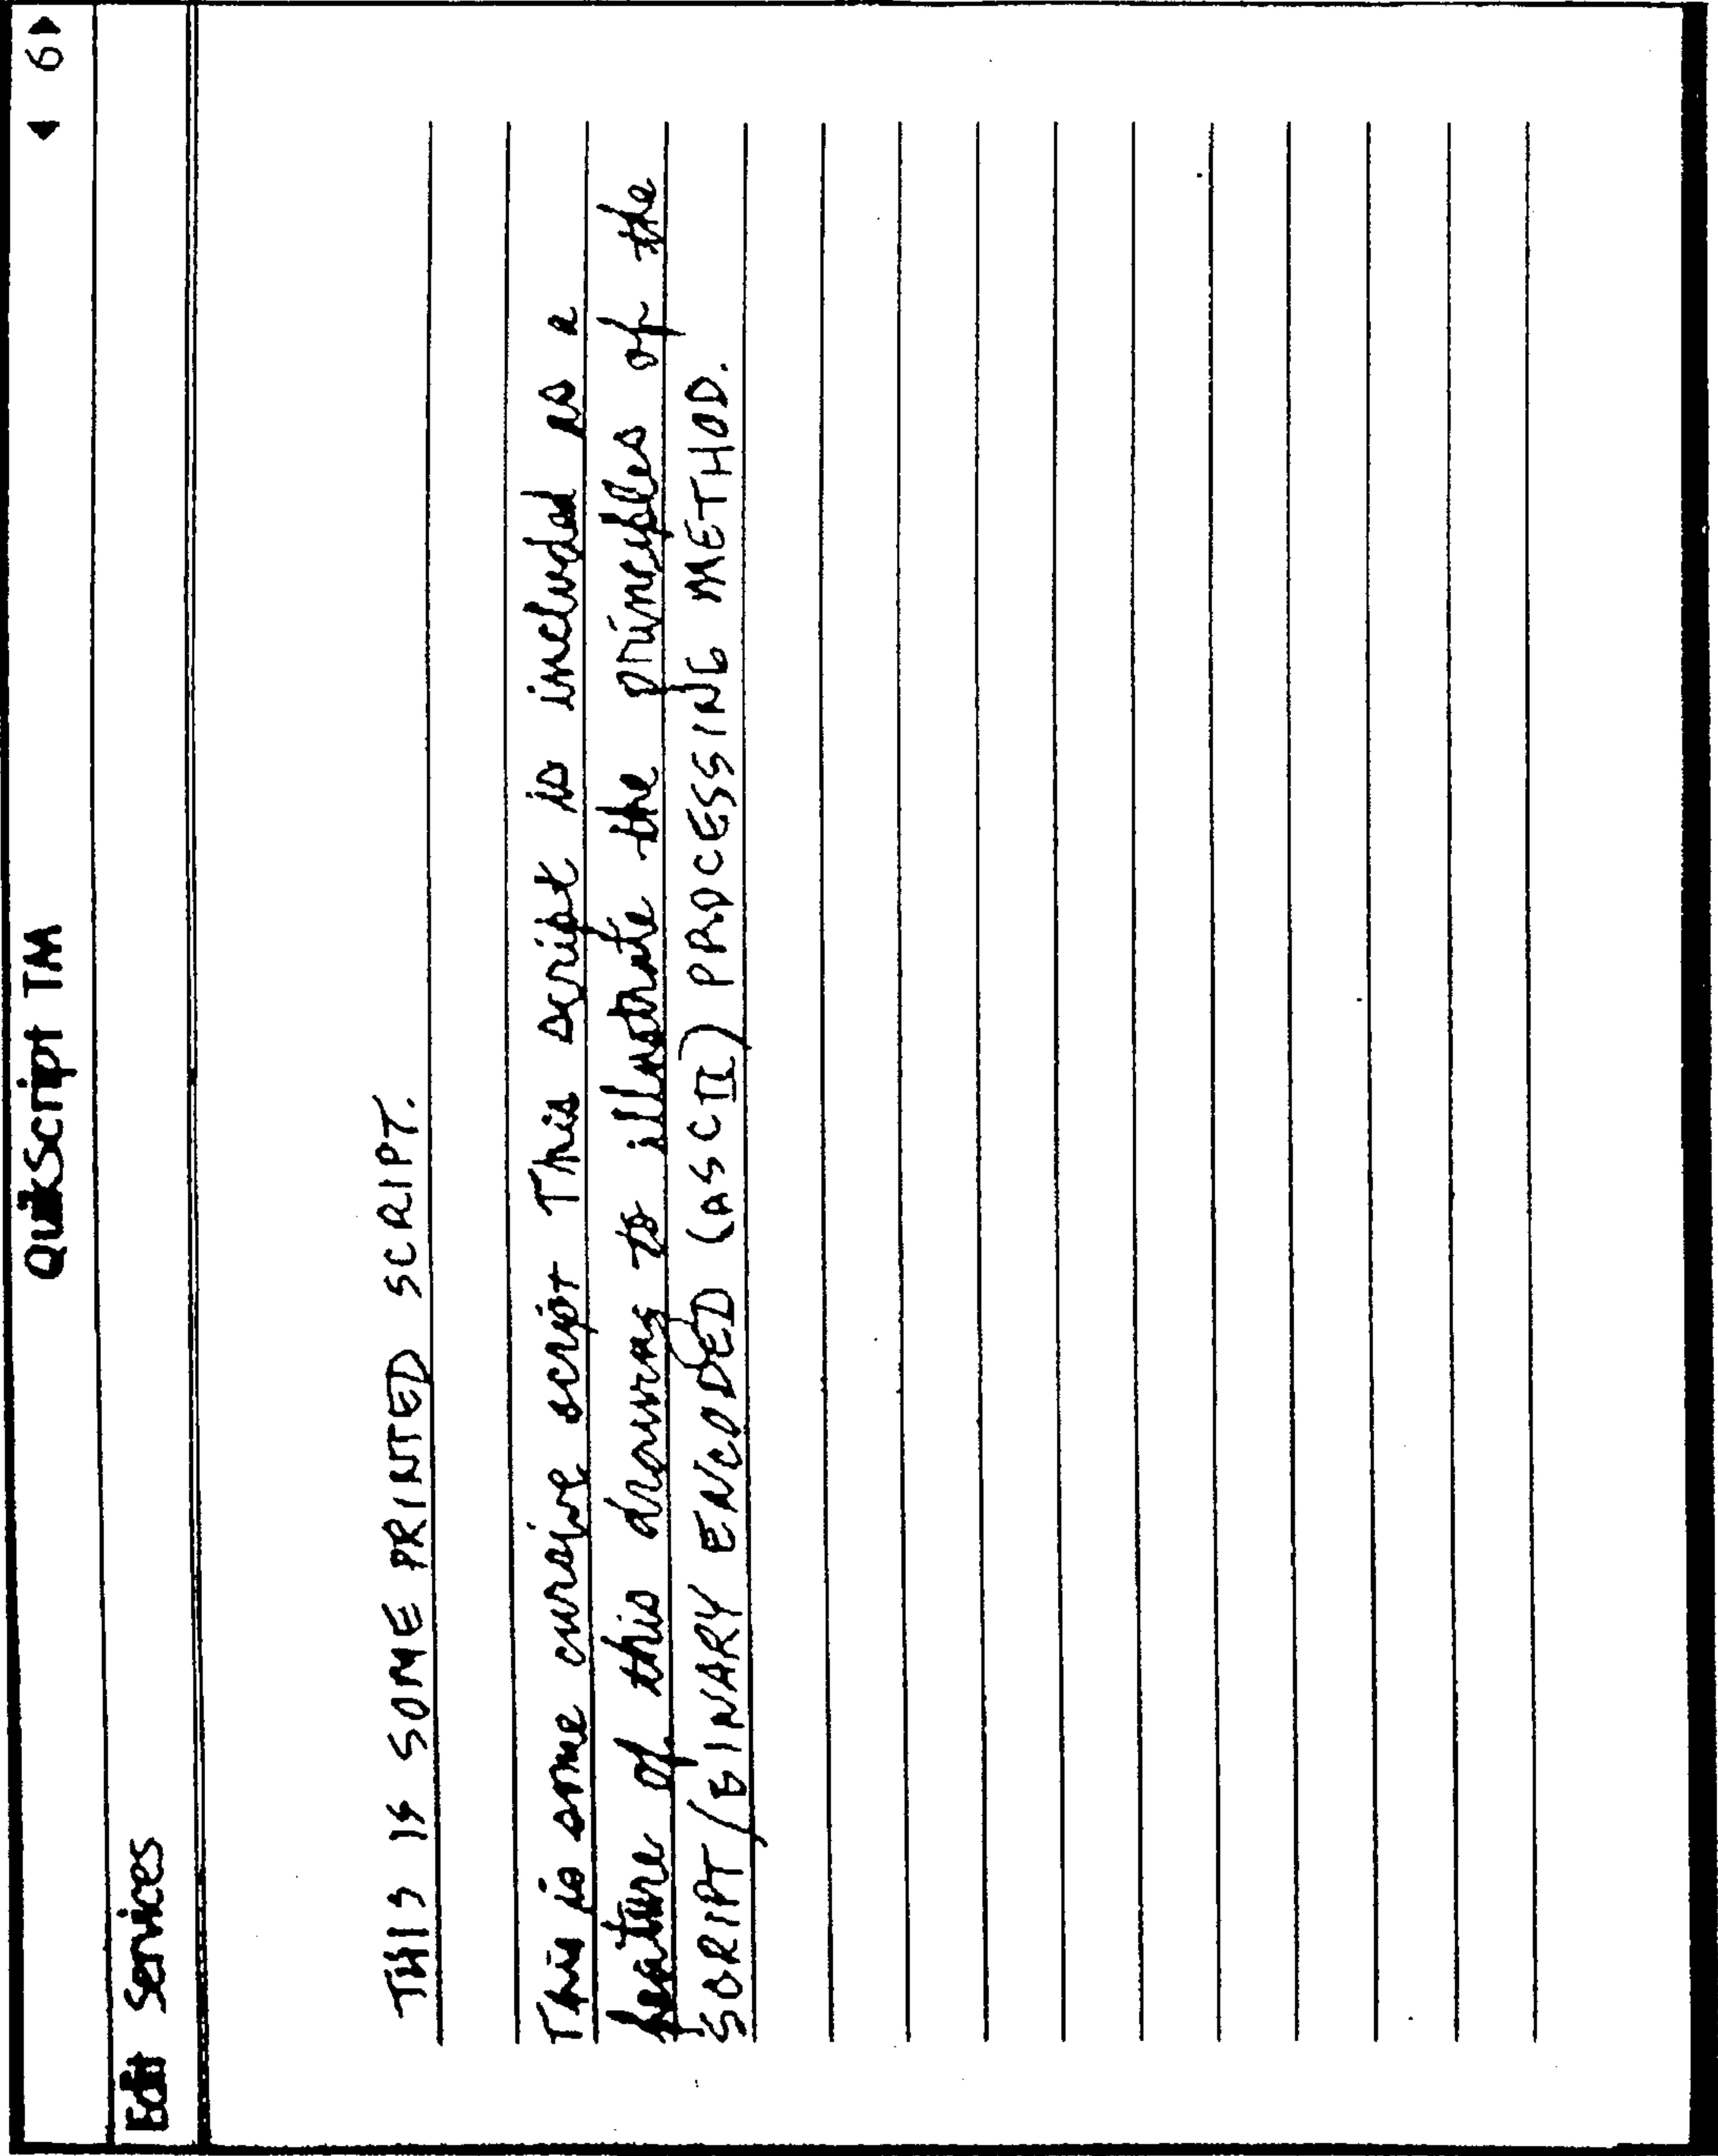 QuikScript TM ◀ 6 ▶
Edit Services
THIS IS SOME PRINTED SCRIPT.
This is some cursive script This script is included as a
feature of this drawing to illustrate the principles of the
SCRIPT/BINARY ENCODED (ASCII) PROCESSING METHOD.